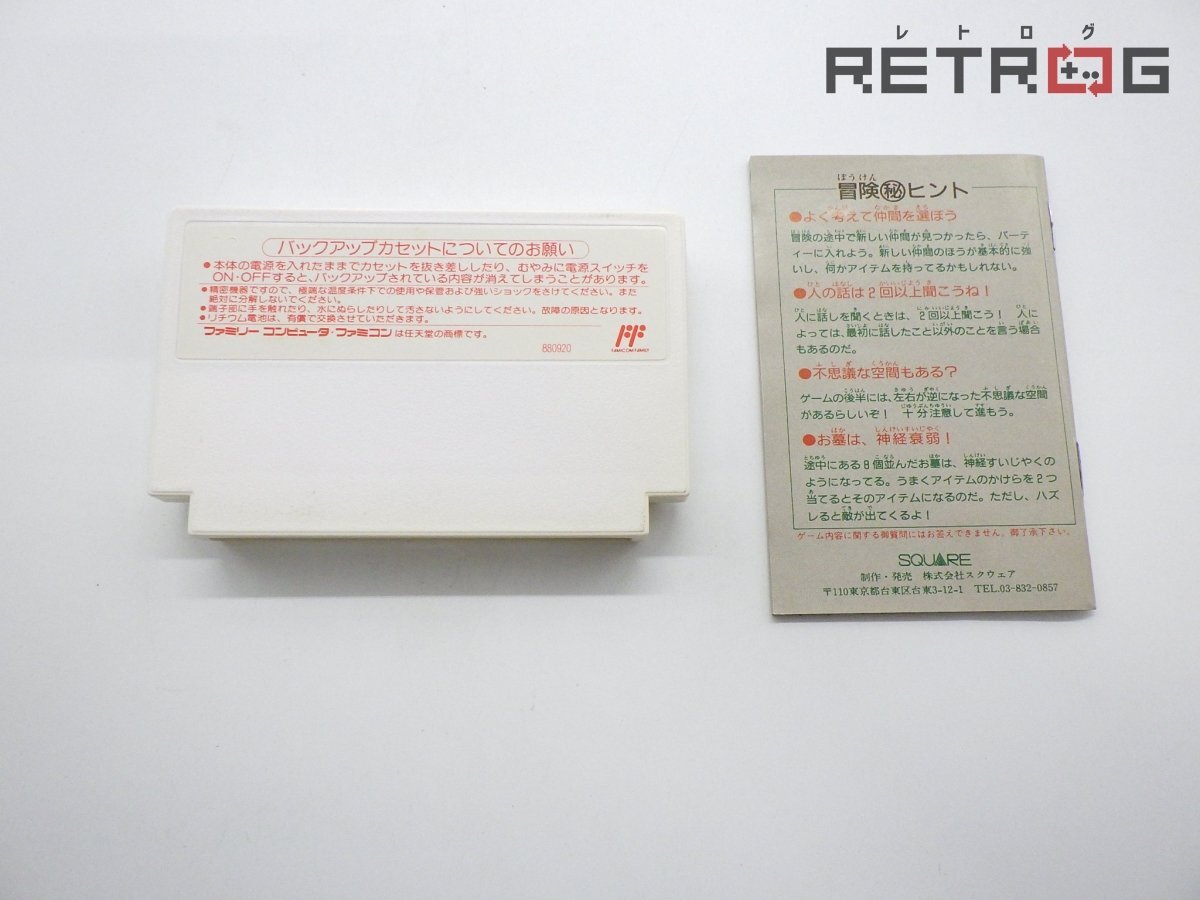 レトログ
RETROG
バックアップカセットについてのお願い
●本体の電源を入れたままでカセットを抜き差ししたり、むやみに電源スイッチを
ON・OFFすると、バックアップされている内容が消えてしまうことがあります。
●精密機器ですので、極端な温度条件下での使用や保管および強いショックをさけてください。また
絶対に分解しないでください。
●端子部に手を触れたり、水にぬらしたりして汚さないようにしてください。故障の原因となります。
●リチウム電池は、有償で交換させていただきます。
ファミリーコンピュータ・ファミコンは任天堂の商標です。
880920
FAMICOM FAMILY
ぼうけん
冒険㊙ヒント
●よく考えて仲間を選ぼう
冒険の途中で新しい仲間が見つかったら、パーテ
ィーに入れよう。新しい仲間のほうが基本的に強
いし、何かアイテムを持ってるかもしれない。
●人の話は2回以上聞こうね！
人に話しを聞くときは、2回以上聞こう！ 人に
よっては、最初に話したこと以外のことを言う場合
もあるのだ。
●不思議な空間もある？
ゲームの後半には、左右が逆になった不思議な空間
があるらしいぞ！ 十分注意して進もう。
●お墓は、神経衰弱！
途中にある8個並んだお墓は、神経すいじやくの
ようになってる。うまくアイテムのかけらを2つ
当てるとそのアイテムになるのだ。ただし、ハズ
レると敵が出てくるよ！
ゲーム内容に関する御質問にはお答えできません。御了承下さい。
SQUARE
制作・発売 株式会社スクウェア
〒110東京都台東区台東3-12-1 TEL.03-832-0857